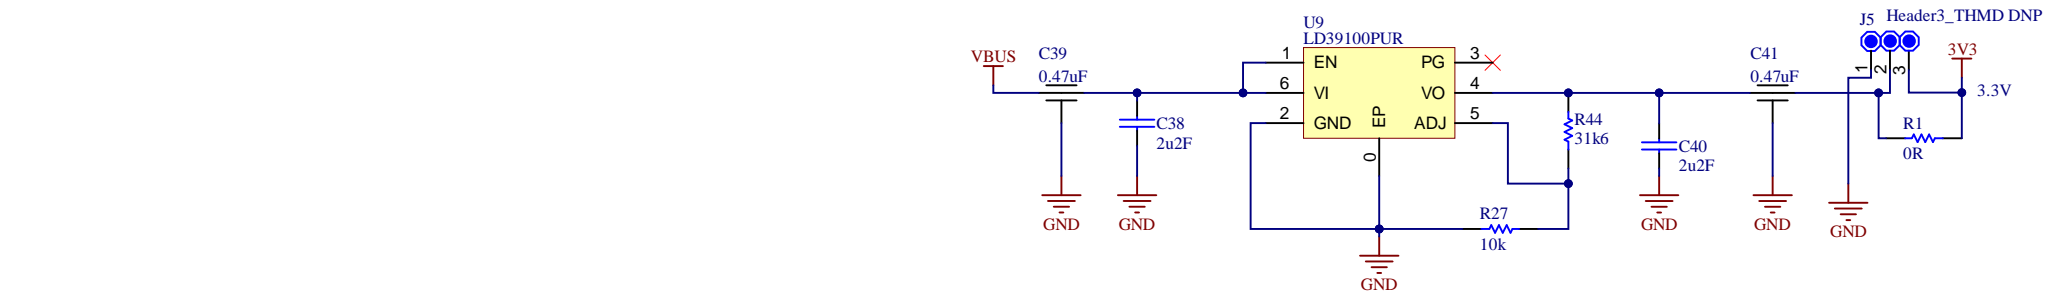 VBUS
C39
0.47uF
C38
2u2F
GND
GND
U9
LD39100PUR
1
EN
6
VI
2
GND
PG
3
VO
4
ADJ
5
EP
0
GND
R44
31k6
R27
10k
C40
2u2F
GND
C41
0.47uF
GND
J5
Header3_THMD DNP
1
2
3
GND
R1
0R
3V3
3.3V